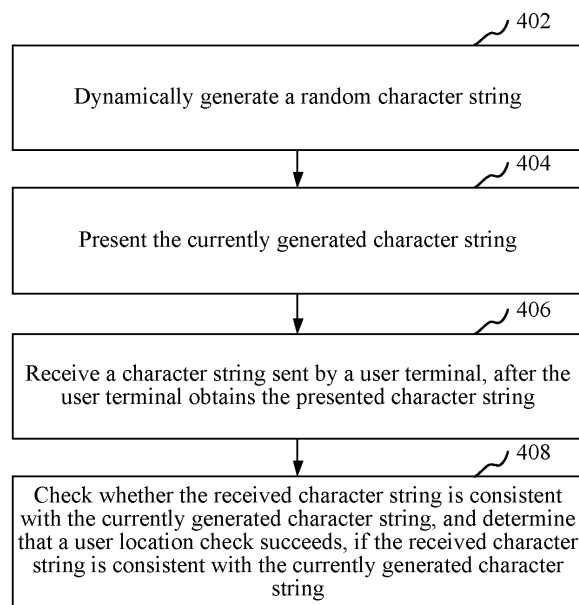 402
Dynamically generate a random character string
404
Present the currently generated character string
406
Receive a character string sent by a user terminal, after the
user terminal obtains the presented character string
408
Check whether the received character string is consistent
with the currently generated character string, and determine
that a user location check succeeds, if the received character
string is consistent with the currently generated character
string